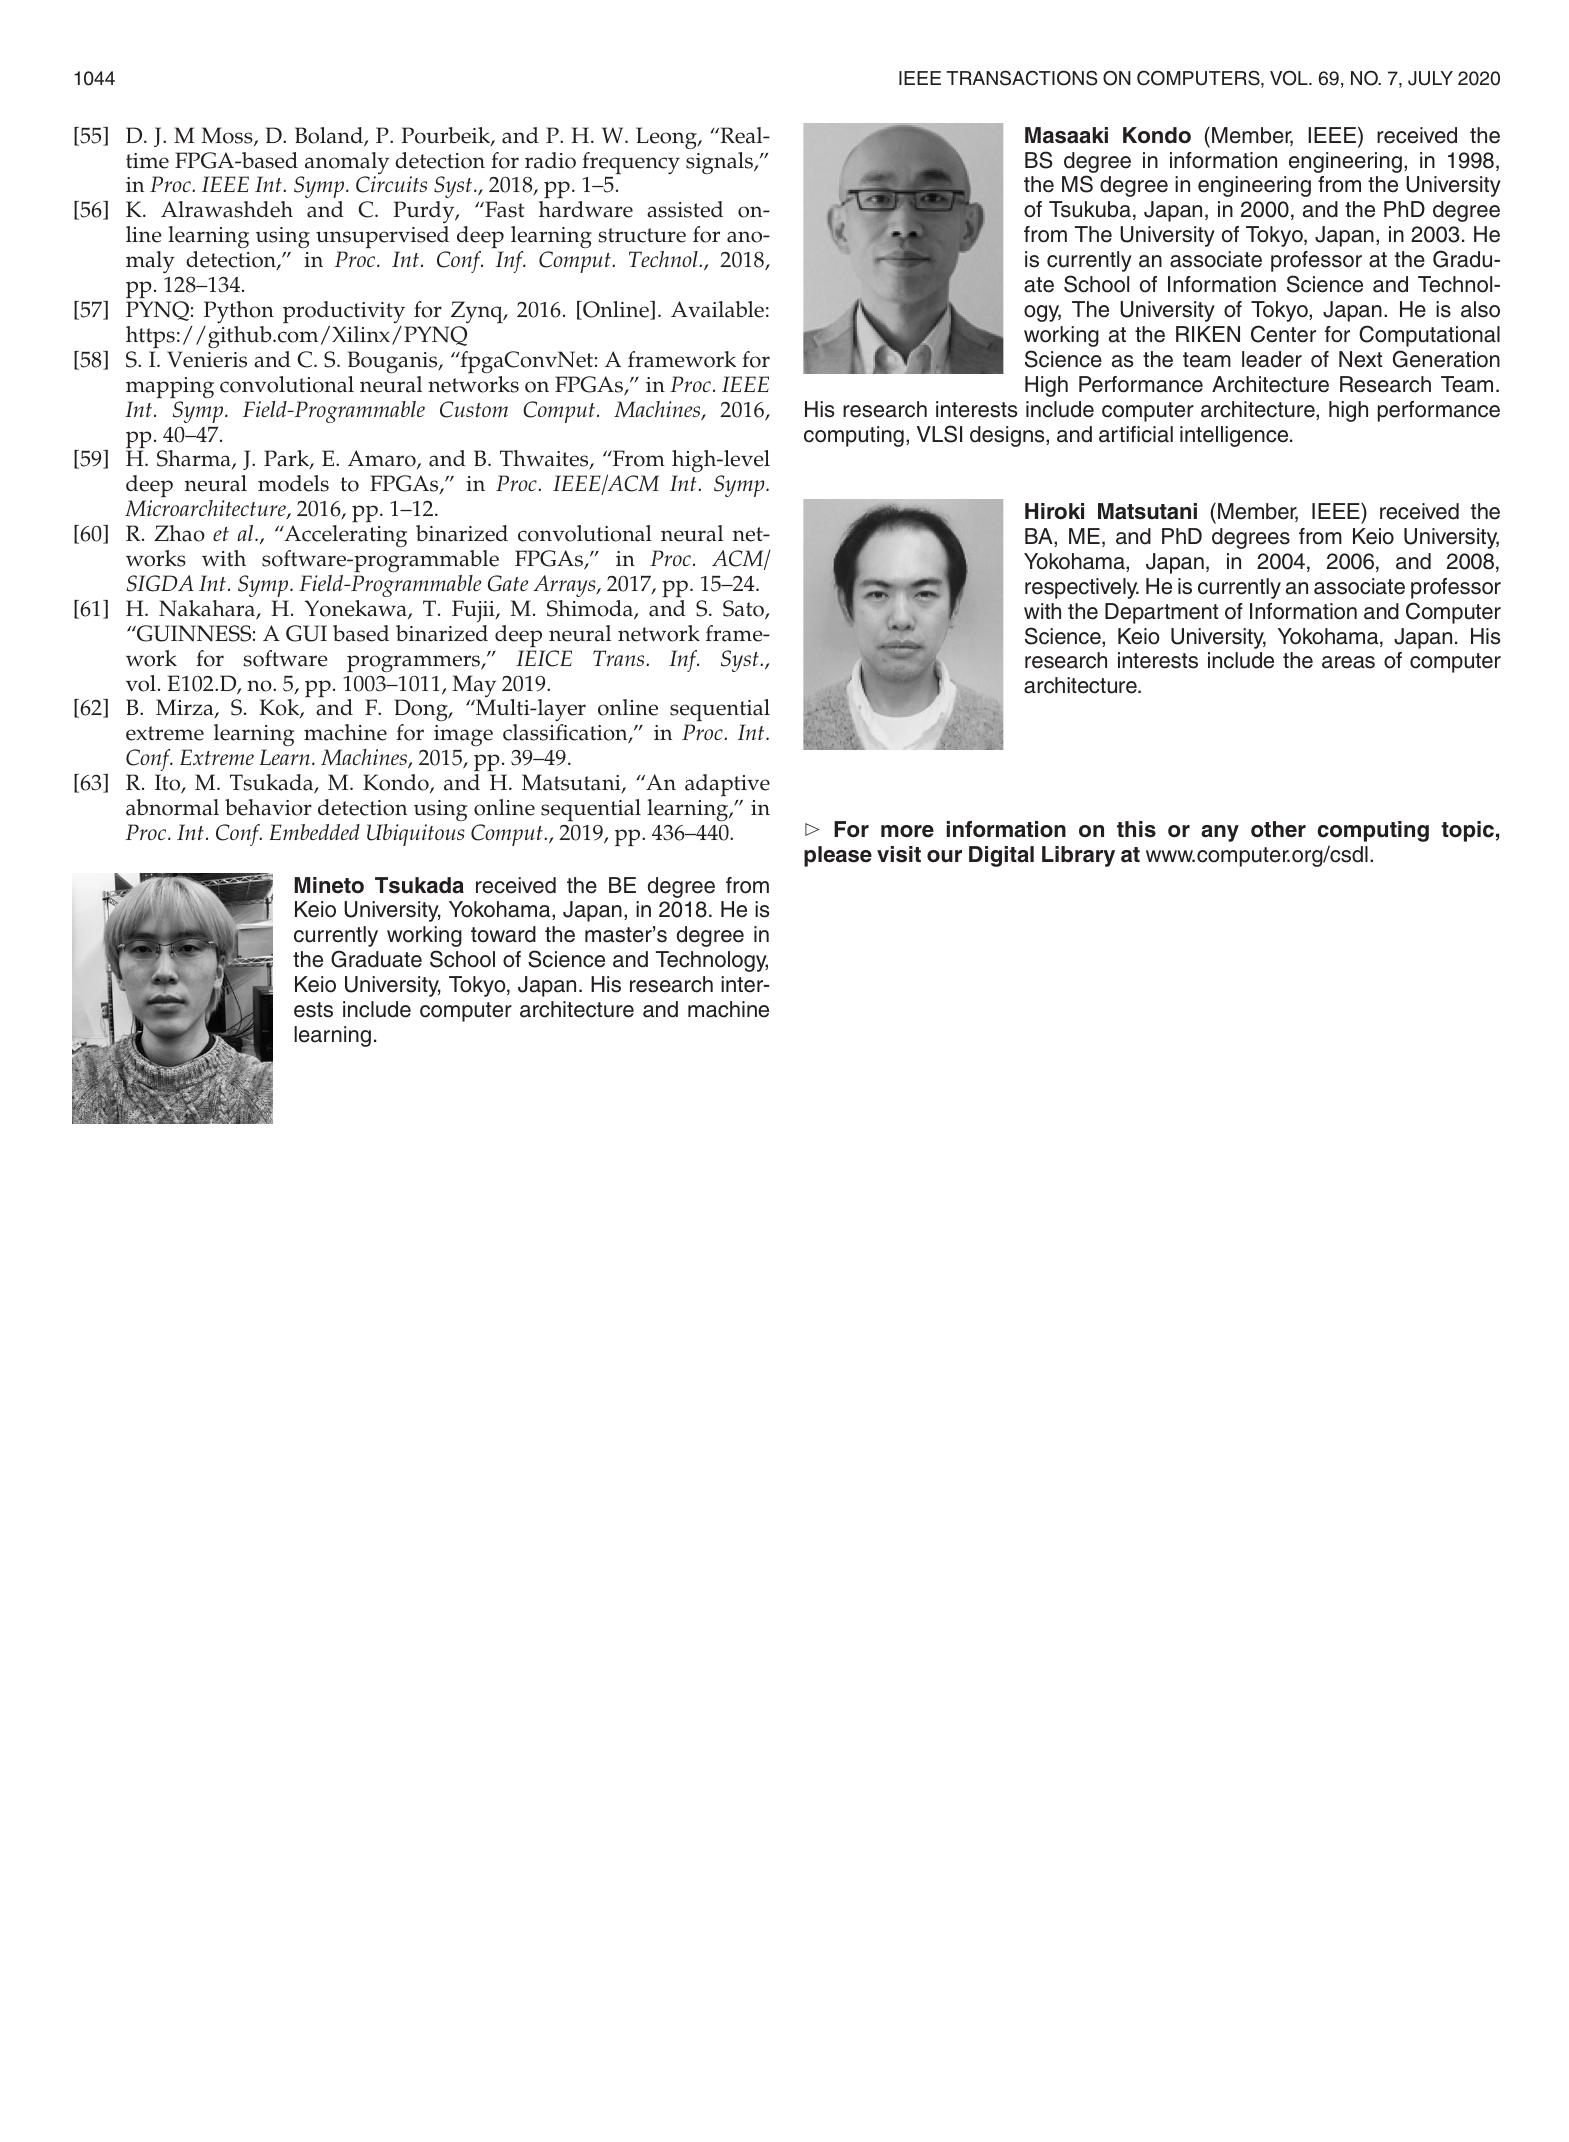 1044
IEEE TRANSACTIONS ON COMPUTERS, VOL. 69, NO. 7, JULY 2020
[55] D. J. M Moss, D. Boland, P. Pourbeik, and P. H. W. Leong, “Real-
time FPGA-based anomaly detection for radio frequency signals,”
in Proc. IEEE Int. Symp. Circuits Syst., 2018, pp. 1–5.
[56] K. Alrawashdeh and C. Purdy, “Fast hardware assisted on-
line learning using unsupervised deep learning structure for ano-
maly detection,” in Proc. Int. Conf. Inf. Comput. Technol., 2018,
pp. 128–134.
[57] PYNQ: Python productivity for Zynq, 2016. [Online]. Available:
https://github.com/Xilinx/PYNQ
[58] S. I. Venieris and C. S. Bouganis, “fpgaConvNet: A framework for
mapping convolutional neural networks on FPGAs,” in Proc. IEEE
Int. Symp. Field-Programmable Custom Comput. Machines, 2016,
pp. 40–47.
[59] H. Sharma, J. Park, E. Amaro, and B. Thwaites, “From high-level
deep neural models to FPGAs,” in Proc. IEEE/ACM Int. Symp.
Microarchitecture, 2016, pp. 1–12.
[60] R. Zhao et al., “Accelerating binarized convolutional neural net-
works with software-programmable FPGAs,” in Proc. ACM/
SIGDA Int. Symp. Field-Programmable Gate Arrays, 2017, pp. 15–24.
[61] H. Nakahara, H. Yonekawa, T. Fujii, M. Shimoda, and S. Sato,
“GUINNESS: A GUI based binarized deep neural network frame-
work for software programmers,” IEICE Trans. Inf. Syst.,
vol. E102.D, no. 5, pp. 1003–1011, May 2019.
[62] B. Mirza, S. Kok, and F. Dong, “Multi-layer online sequential
extreme learning machine for image classification,” in Proc. Int.
Conf. Extreme Learn. Machines, 2015, pp. 39–49.
[63] R. Ito, M. Tsukada, M. Kondo, and H. Matsutani, “An adaptive
abnormal behavior detection using online sequential learning,” in
Proc. Int. Conf. Embedded Ubiquitous Comput., 2019, pp. 436–440.
Mineto Tsukada received the BE degree from
Keio University, Yokohama, Japan, in 2018. He is
currently working toward the master’s degree in
the Graduate School of Science and Technology,
Keio University, Tokyo, Japan. His research inter-
ests include computer architecture and machine
learning.
Masaaki Kondo (Member, IEEE) received the
BS degree in information engineering, in 1998,
the MS degree in engineering from the University
of Tsukuba, Japan, in 2000, and the PhD degree
from The University of Tokyo, Japan, in 2003. He
is currently an associate professor at the Gradu-
ate School of Information Science and Technol-
ogy, The University of Tokyo, Japan. He is also
working at the RIKEN Center for Computational
Science as the team leader of Next Generation
High Performance Architecture Research Team.
His research interests include computer architecture, high performance
computing, VLSI designs, and artificial intelligence.
Hiroki Matsutani (Member, IEEE) received the
BA, ME, and PhD degrees from Keio University,
Yokohama, Japan, in 2004, 2006, and 2008,
respectively. He is currently an associate professor
with the Department of Information and Computer
Science, Keio University, Yokohama, Japan. His
research interests include the areas of computer
architecture.
▷ For more information on this or any other computing topic,
please visit our Digital Library at www.computer.org/csdl.